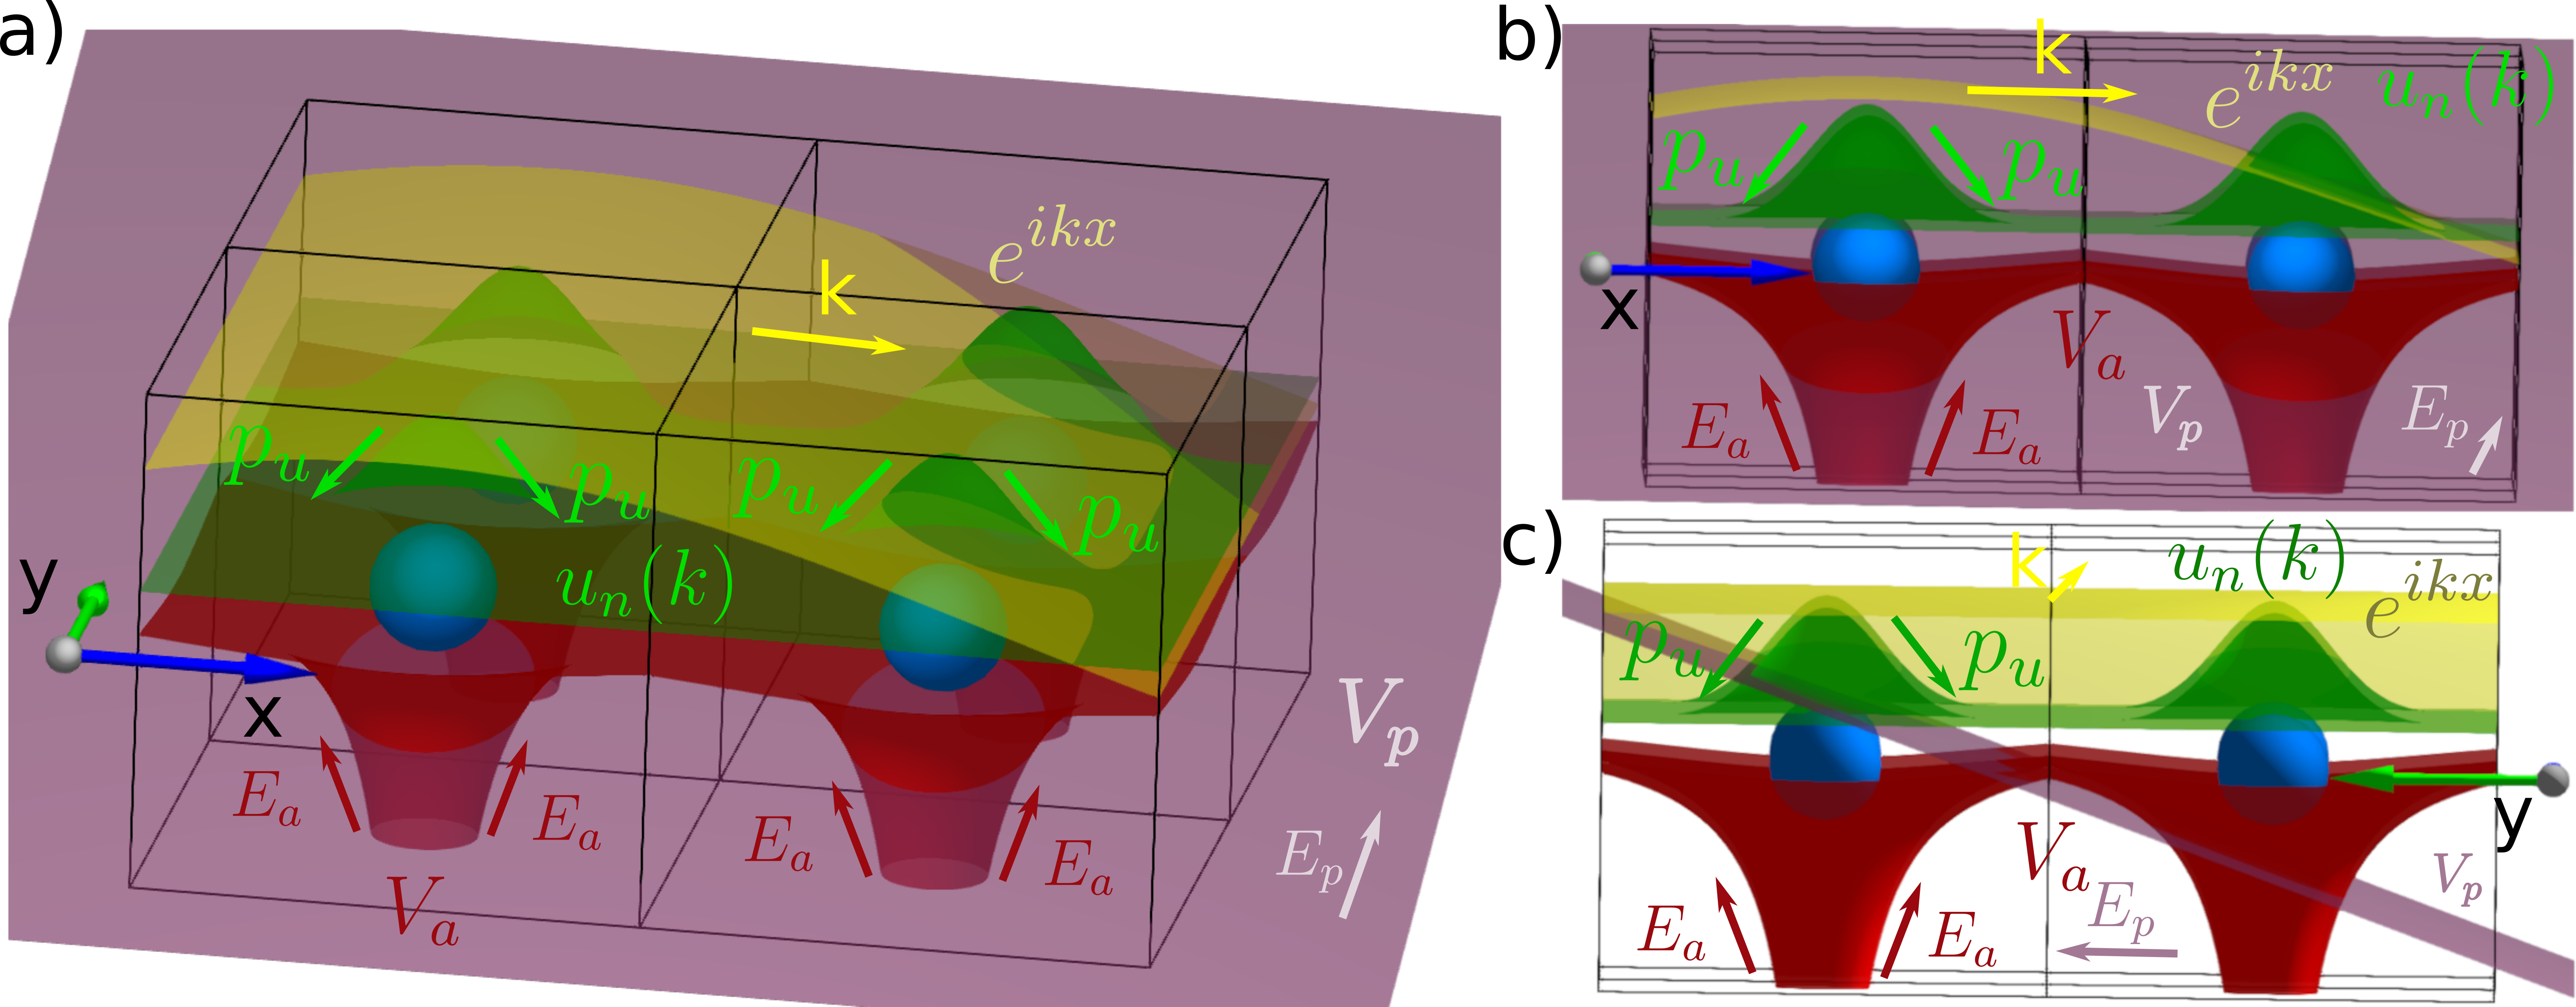 a)
e^{ikx}
k
p_u
p_u
p_u
p_u
u_n(k)
y
x
V_p
E_a
E_a
E_a
E_a
E_p
V_a
b)
k
e^{ikx}
u_n(k)
p_u
p_u
x
V_a
V_p
E_p
E_a
E_a
c)
k
u_n(k)
e^{ikx}
p_u
p_u
y
V_a
V_p
E_p
E_a
E_a